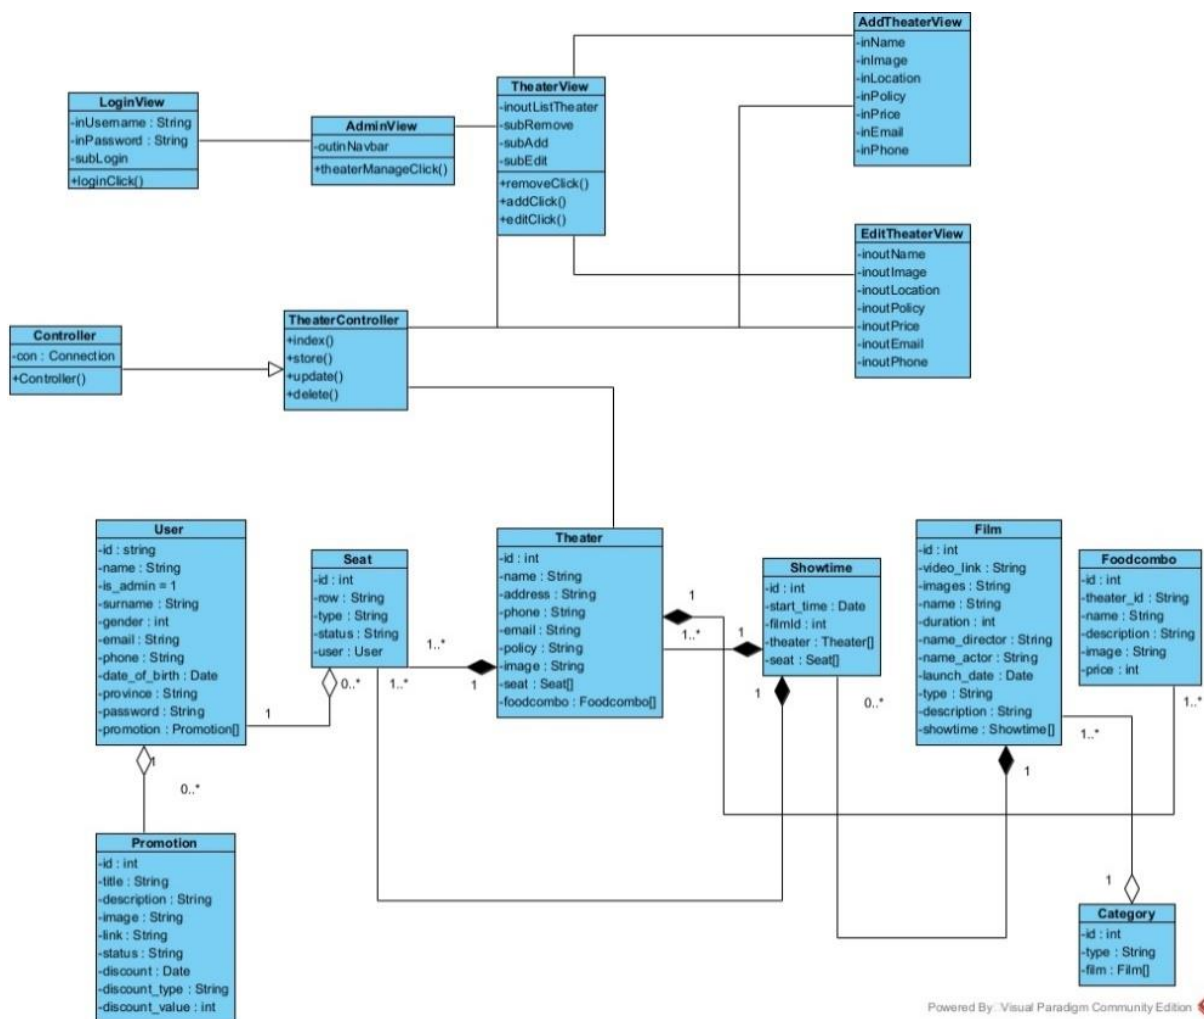 LoginView
-inUsername : String
-inPassword : String
-subLogin
+loginClick()
AdminView
-outinNavbar
+theaterManageClick()
TheaterView
-inoutListTheater
-subRemove
-subAdd
-subEdit
+removeClick()
+addClick()
+editClick()
AddTheaterView
-inName
-inImage
-inLocation
-inPolicy
-inPrice
-inEmail
-inPhone
EditTheaterView
-inoutName
-inoutImage
-inoutLocation
-inoutPolicy
-inoutPrice
-inoutEmail
-inoutPhone
Controller
-con : Connection
+Controller()
TheaterController
+index()
+store()
+update()
+delete()
User
-id : string
-name : String
-is_admin = 1
-surname : String
-gender : int
-email : String
-phone : String
-date_of_birth : Date
-province : String
-password : String
-promotion : Promotion[]
Seat
-id : int
-row : String
-type : String
-status : String
-user : User
Theater
-id : int
-name : String
-address : String
-phone : String
-email : String
-policy : String
-image : String
-seat : Seat[]
-foodcombo : Foodcombo[]
Showtime
-id : int
-start_time : Date
-filmId : int
-theater : Theater[]
-seat : Seat[]
Film
-id : int
-video_link : String
-images : String
-name : String
-duration : int
-name_director : String
-name_actor : String
-launch_date : Date
-type : String
-description : String
-showtime : Showtime[]
Foodcombo
-id : int
-theater_id : String
-name : String
-description : String
-image : String
-price : int
1
1..*
1
1..*
1
0..*
1..*
1
1
0..*
1..*
1..*
1
1
0..*
1
Promotion
-id : int
-title : String
-description : String
-image : String
-link : String
-status : String
-discount : Date
-discount_type : String
-discount_value : int
Category
-id : int
-type : String
-film : Film[]
Powered By Visual Paradigm Community Edition